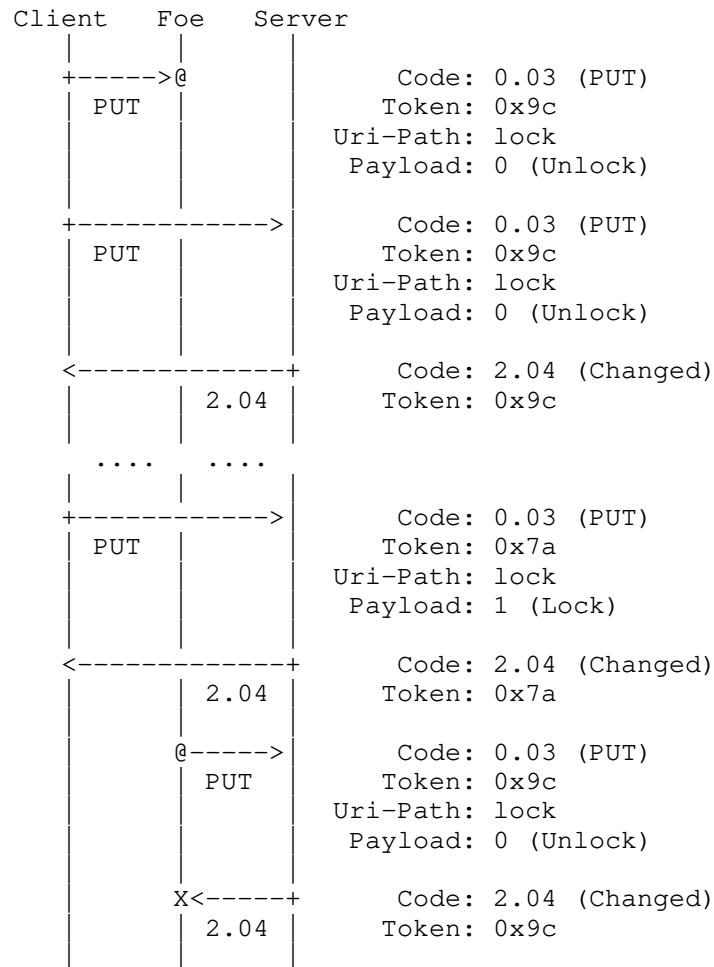 Client Foe Server
| | |
+----->@ | Code: 0.03 (PUT)
| PUT | | Token: 0x9c
| | | Uri-Path: lock
| | | Payload: 0 (Unlock)
| | |
+------------->| Code: 0.03 (PUT)
| PUT | | Token: 0x9c
| | | Uri-Path: lock
| | | Payload: 0 (Unlock)
| | |
<--------------+ Code: 2.04 (Changed)
| | 2.04 | Token: 0x9c
| | |
.... ....
| | |
+------------->| Code: 0.03 (PUT)
| PUT | | Token: 0x7a
| | | Uri-Path: lock
| | | Payload: 1 (Lock)
| | |
<--------------+ Code: 2.04 (Changed)
| | 2.04 | Token: 0x7a
| | |
| @----->| Code: 0.03 (PUT)
| | PUT | Token: 0x9c
| | | Uri-Path: lock
| | | Payload: 0 (Unlock)
| | |
| X<-----+ Code: 2.04 (Changed)
| | 2.04 | Token: 0x9c
| | |